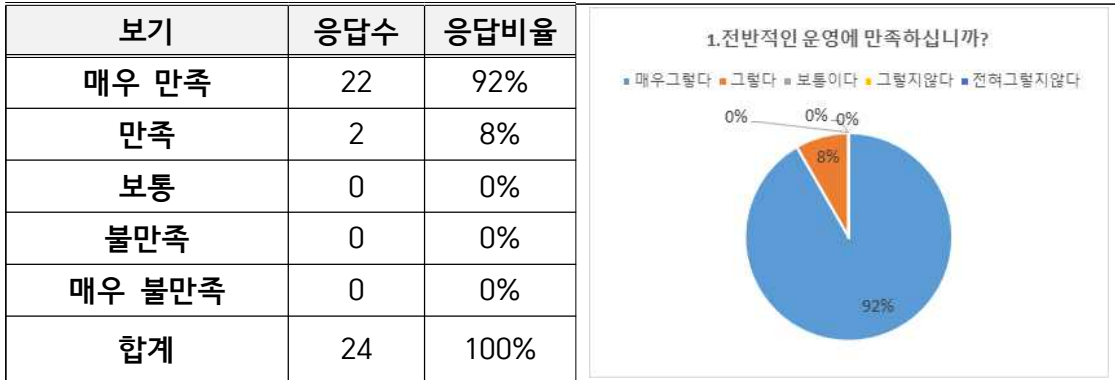 보기 응답수 응답비율
매우 만족 22 92%
만족 2 8%
보통 0 0%
불만족 0 0%
매우 불만족 0 0%
합계 24 100%
1.전반적인 운영에 만족하십니까?
매우그렇다 그렇다 보통이다 그렇지않다 전혀그렇지않다
0% 0% 0%
8%
92%